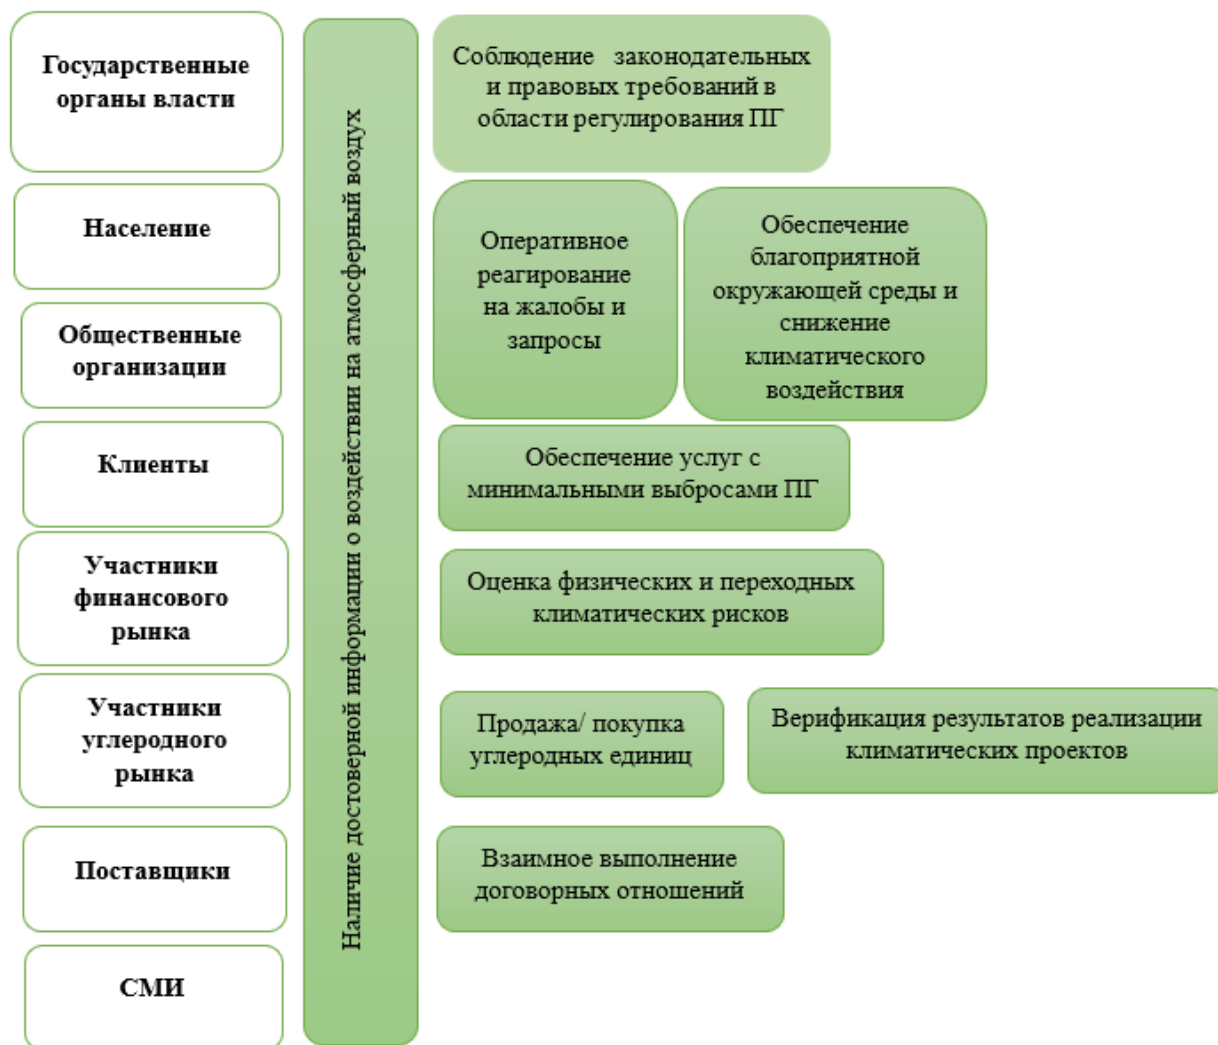 Государственные
органы власти
Население
Общественные
организации
Клиенты
Участники
финансового
рынка
Участники
углеродного
рынка
Поставщики
СМИ
Наличие достоверной информации о воздействии на атмосферный воздух
Соблюдение законодательных
и правовых требований в
области регулирования ПГ
Оперативное
реагирование
на жалобы и
запросы
Обеспечение
благоприятной
окружающей среды и
снижение
климатического
воздействия
Обеспечение услуг с
минимальными выбросами ПГ
Оценка физических и переходных
климатических рисков
Продажа/ покупка
углеродных единиц
Верификация результатов реализации
климатических проектов
Взаимное выполнение
договорных отношений